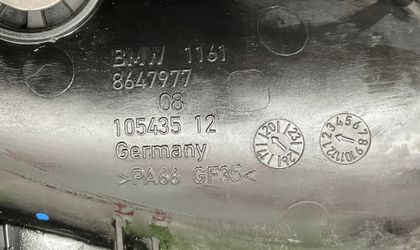 BMW 1161
8647977
08
105435 12
Germany
>PA66 GF35<